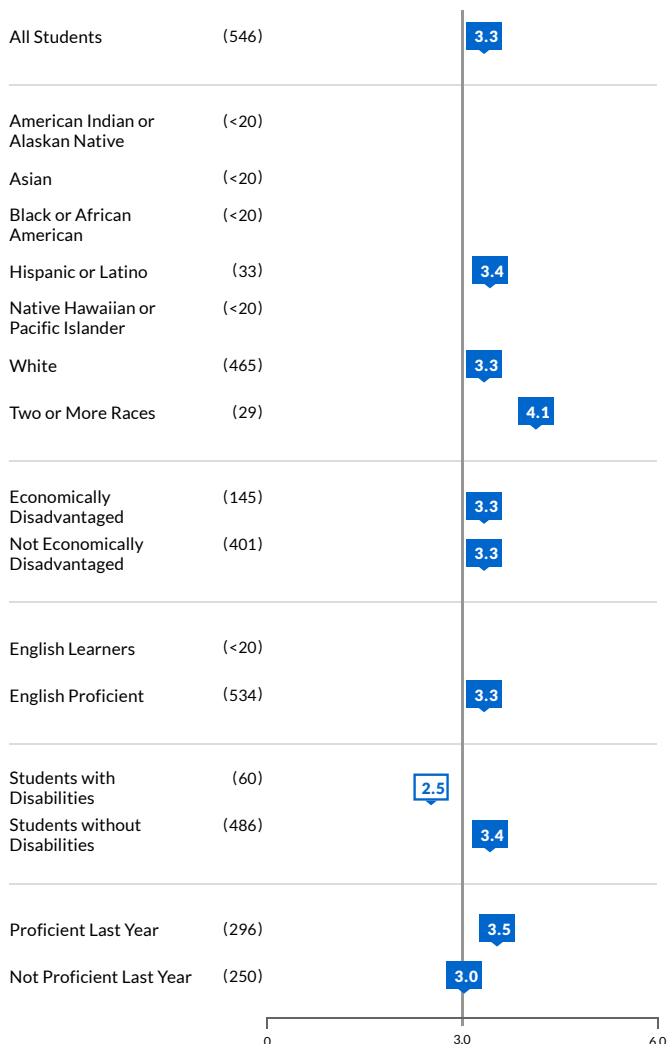 All Students (546) 3.3
American Indian or (<20)
Alaskan Native
Asian (<20)
Black or African (<20)
American
Hispanic or Latino (33) 3.4
Native Hawaiian or (<20)
Pacific Islander
White (465) 3.3
Two or More Races (29) 4.1
Economically (145) 3.3
Disadvantaged
Not Economically (401) 3.3
Disadvantaged
English Learners (<20)
English Proficient (534) 3.3
Students with (60) 2.5
Disabilities
Students without (486) 3.4
Disabilities
Proficient Last Year (296) 3.5
Not Proficient Last Year (250) 3.0
0 3.0 6.0